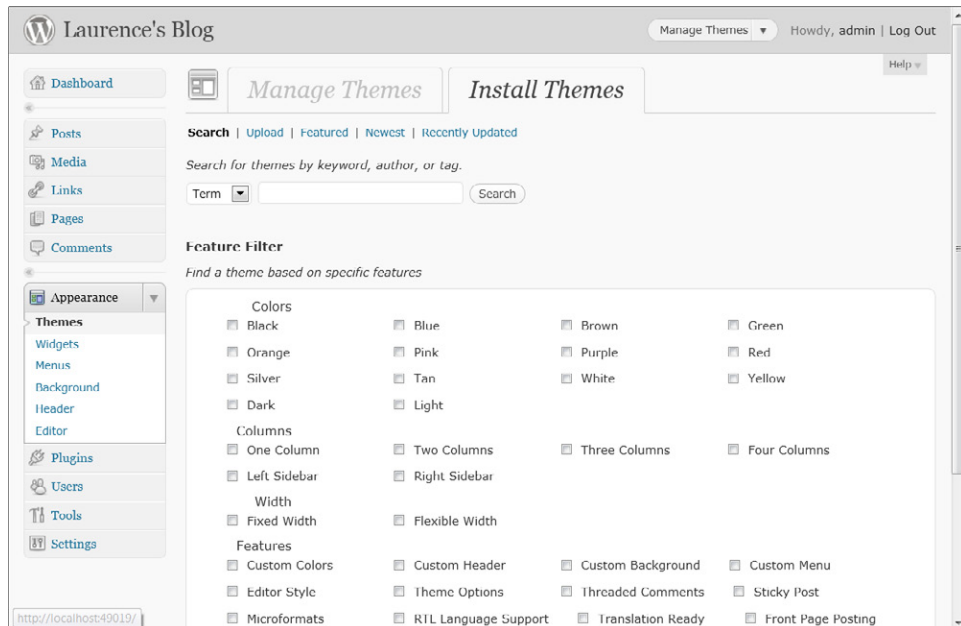 Laurence's Blog
Manage Themes Howdy, admin | Log Out
Help
Dashboard
Posts
Media
Links
Pages
Comments
Appearance
Themes
Widgets
Menus
Background
Header
Editor
Plugins
Users
Tools
Settings
Manage Themes Install Themes
Search | Upload | Featured | Newest | Recently Updated
Search for themes by keyword, author, or tag.
Term Search
Feature Filter
Find a theme based on specific features
Colors
Black Blue Brown Green
Orange Pink Purple Red
Silver Tan White Yellow
Dark Light
Columns
One Column Two Columns Three Columns Four Columns
Left Sidebar Right Sidebar
Width
Fixed Width Flexible Width
Features
Custom Colors Custom Header Custom Background Custom Menu
Editor Style Theme Options Threaded Comments Sticky Post
Microformats RTL Language Support Translation Ready Front Page Posting
http://localhost:49019/